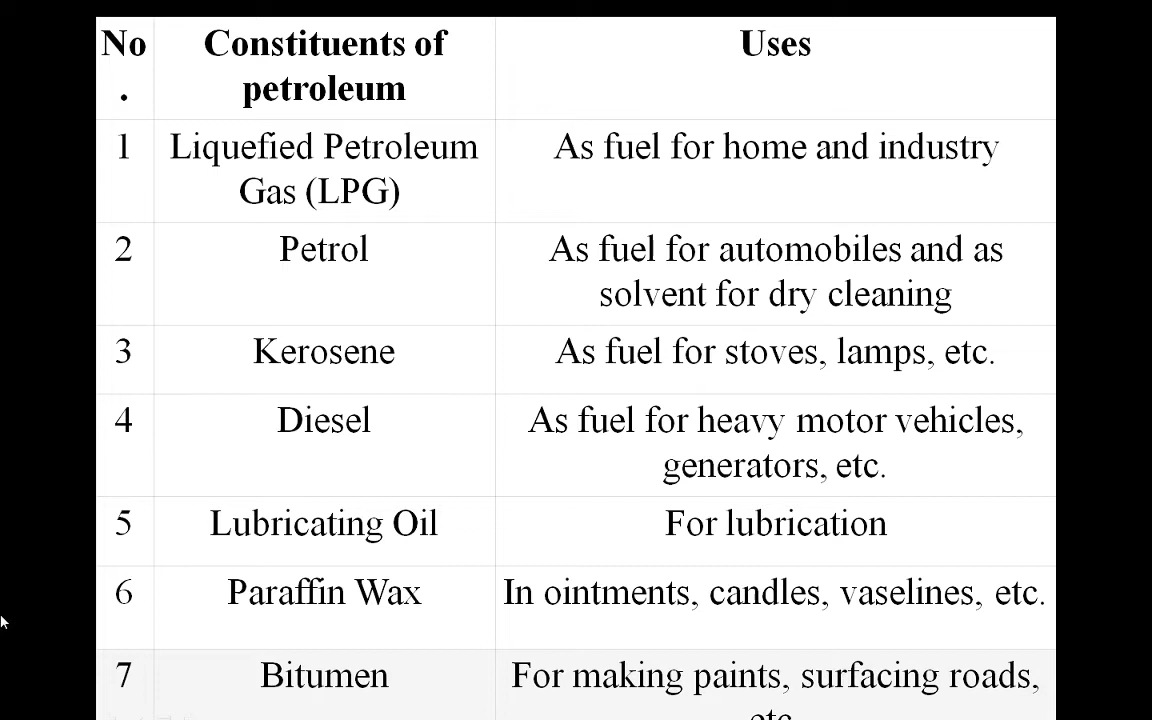 No Constituents of Uses
. petroleum
1 Liquefied Petroleum As fuel for home and industry
Gas (LPG)
2 Petrol As fuel for automobiles and as
solvent for dry cleaning
3 Kerosene As fuel for stoves, lamps, etc.
4 Diesel As fuel for heavy motor vehicles,
generators, etc.
5 Lubricating Oil For lubrication
6 Paraffin Wax In ointments, candles, vaselines, etc.
7 Bitumen For making paints, surfacing roads,
etc